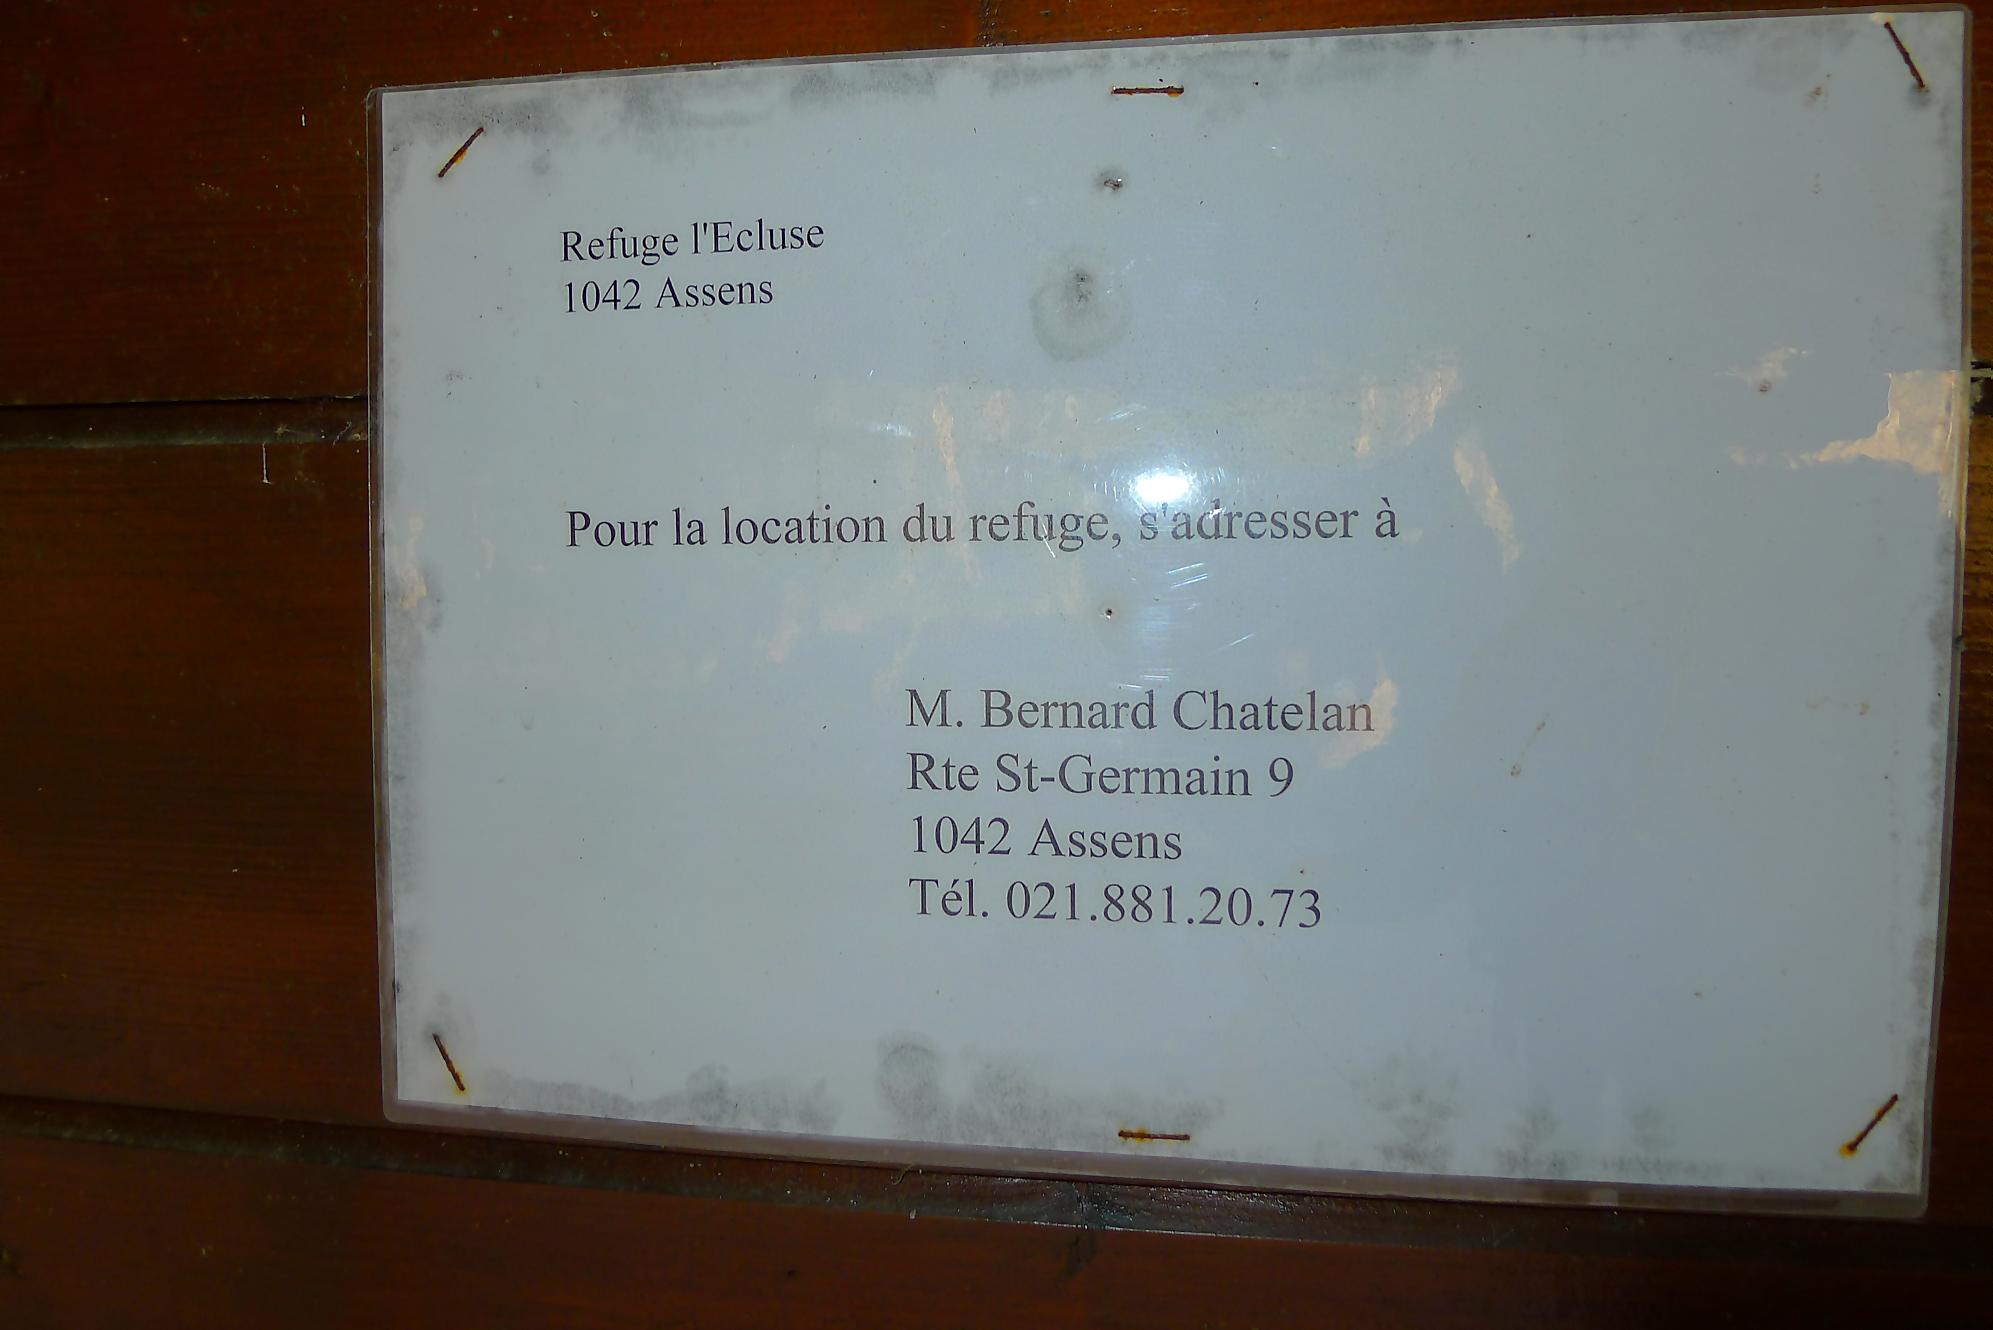 Refuge l'Ecluse
1042 Assens
Pour la location du refuge, s'adresser à
M. Bernard Chatelan
Rte St-Germain 9
1042 Assens
Tél. 021.881.20.73